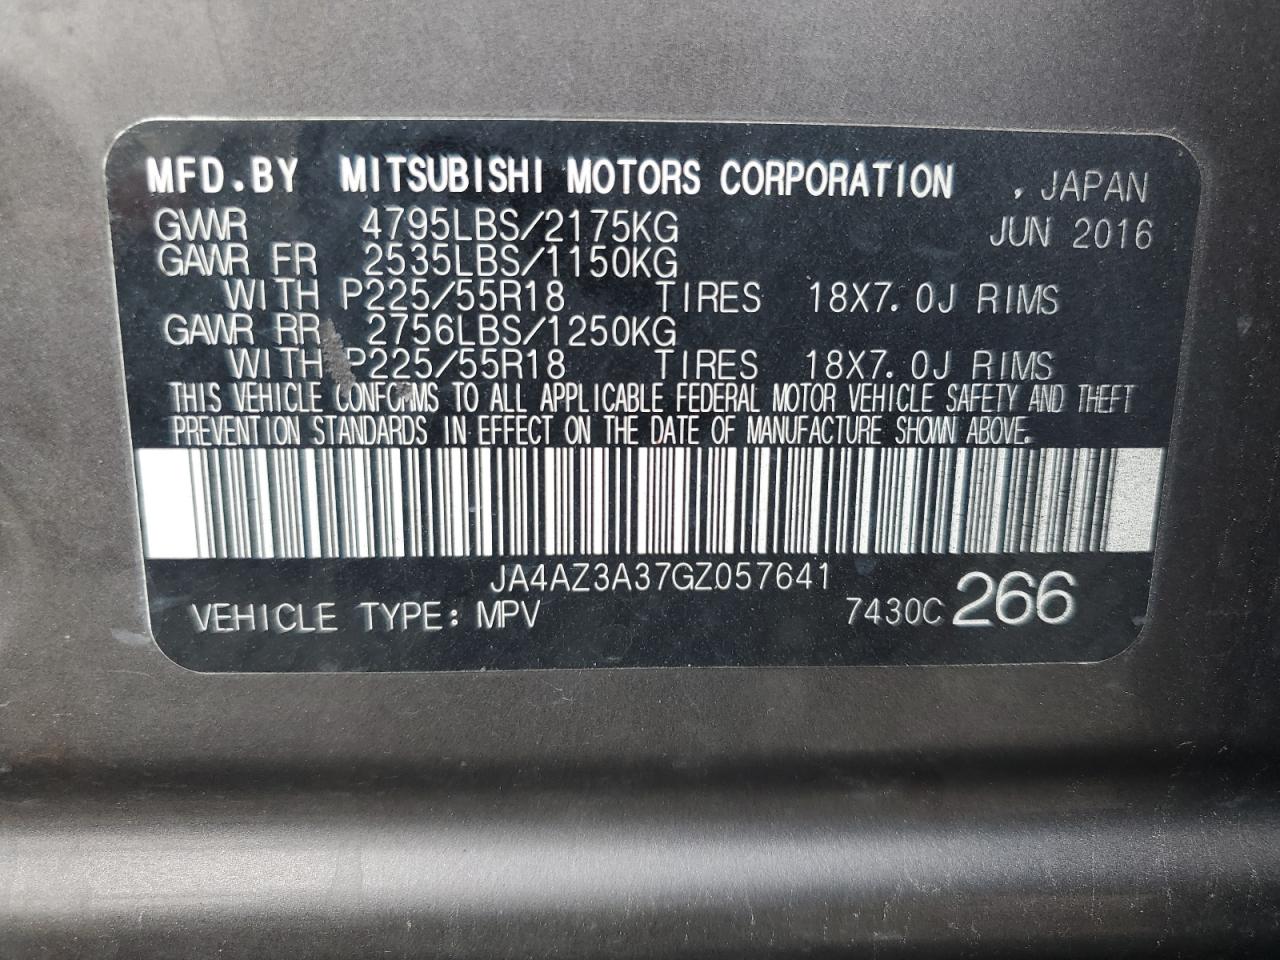 MFD.BY MITSUBISHI MOTORS CORPORATION , JAPAN
GVWR 4795LBS/2175KG JUN 2016
GAWR FR 2535LBS/1150KG
WITH P225/55R18 TIRES 18X7.0J RIMS
GAWR RR 2756LBS/1250KG
WITH P225/55R18 TIRES 18X7.0J RIMS
THIS VEHICLE CONFORMS TO ALL APPLICABLE FEDERAL MOTOR VEHICLE SAFETY AND THEFT
PREVENTION STANDARDS IN EFFECT ON THE DATE OF MANUFACTURE SHOWN ABOVE.
JA4AZ3A37GZ057641
VEHICLE TYPE: MPV 7430C 266